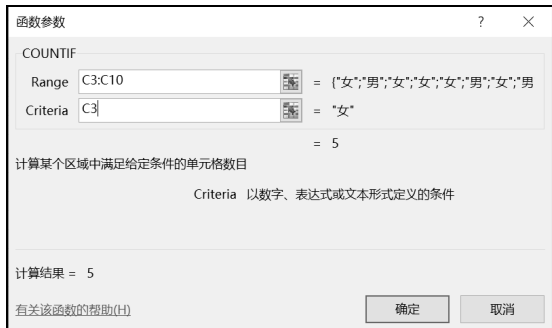 函数参数 ? ×
COUNTIF
Range C3:C10 = {"女";"男";"女";"女";"女";"男";"女";"男
Criteria C3 = "女"
= 5
计算某个区域中满足给定条件的单元格数目
Criteria 以数字、表达式或文本形式定义的条件
计算结果 = 5
有关该函数的帮助(H) 确定 取消